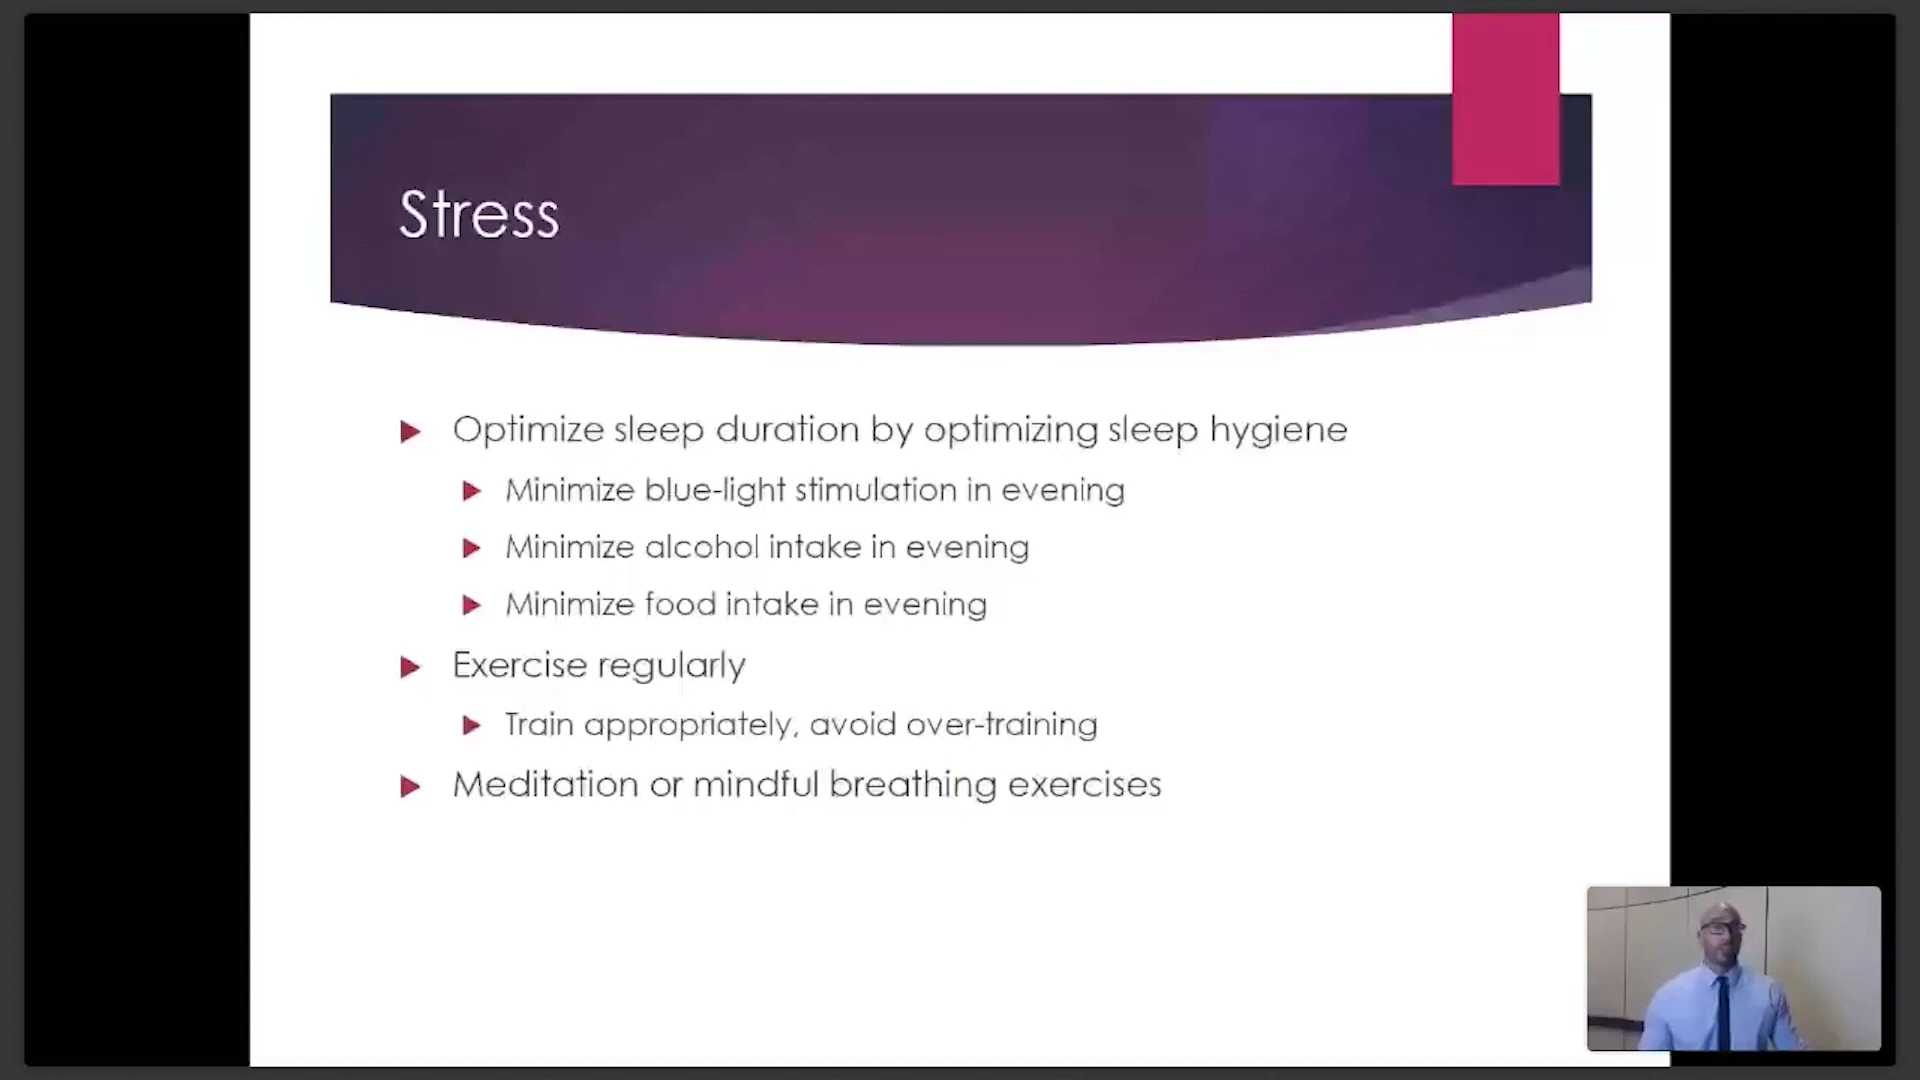 Stress
Optimize sleep duration by optimizing sleep hygiene
Minimize blue-light stimulation in evening
Minimize alcohol intake in evening
Minimize food intake in evening
Exercise regularly
Train appropriately, avoid over-training
Meditation or mindful breathing exercises